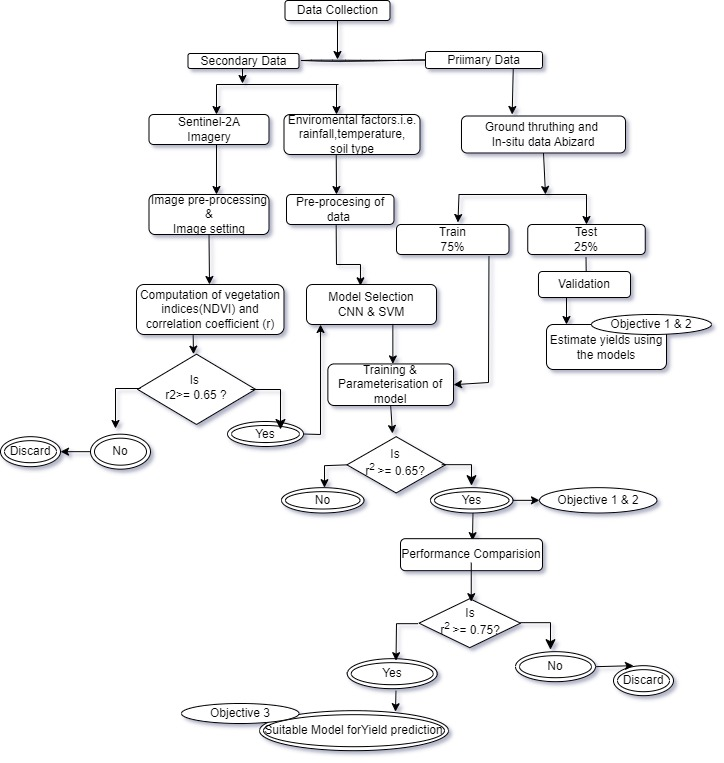 Data Collection
Secondary Data
Priimary Data
Sentinel-2A
Imagery
Enviromental factors.i.e.
rainfall,temperature,
soil type
Ground thruthing and
In-situ data Abizard
Image pre-processing
&
Image setting
Pre-procesing of
data
Train
75%
Test
25%
Computation of vegetation
indices(NDVI) and
correlation coefficient (r)
Model Selection
CNN & SVM
Validation
Objective 1 & 2
Estimate yields using
the models
Is
r2>= 0.65 ?
Training &
Parameterisation of
model
Discard
No
Yes
Is
r² >= 0.65?
No
Yes
Objective 1 & 2
Performance Comparision
Is
r² >= 0.75?
Yes
No
Discard
Objective 3
Suitable Model forYield prediction